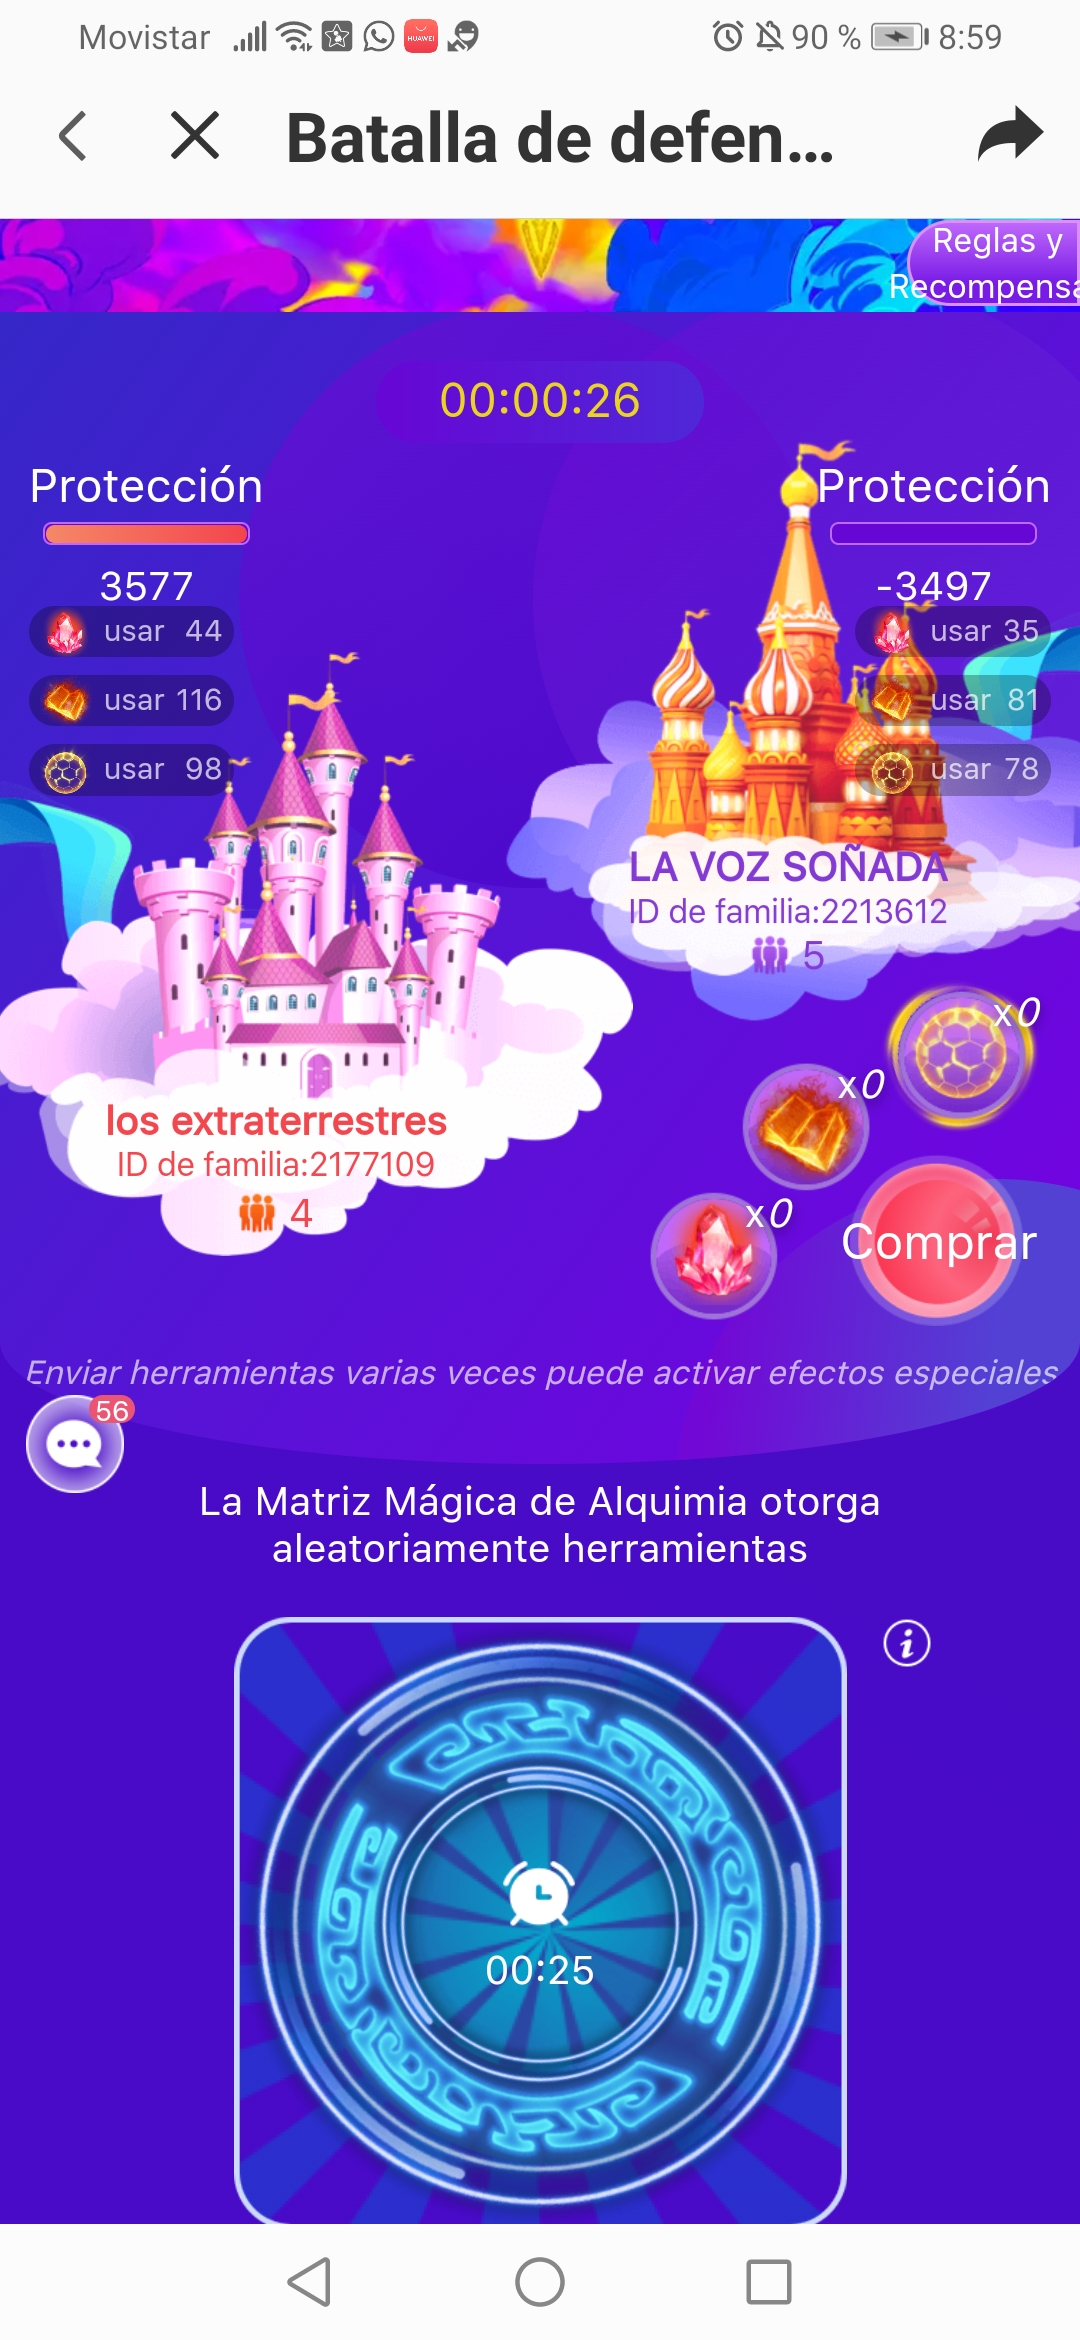 Movistar HUAWEI 90 % 8:59
Batalla de defen...
Reglas y
Recompensa
00:00:26
Protección
3577
usar 44
usar 116
usar 98
Protección
-3497
usar 35
usar 81
usar 78
LA VOZ SOÑADA
ID de familia:2213612
5
los extraterrestres
ID de familia:2177109
4
x0
x0
x0
Comprar
Enviar herramientas varias veces puede activar efectos especiales
56
La Matriz Mágica de Alquimia otorga
aleatoriamente herramientas
i
00:25